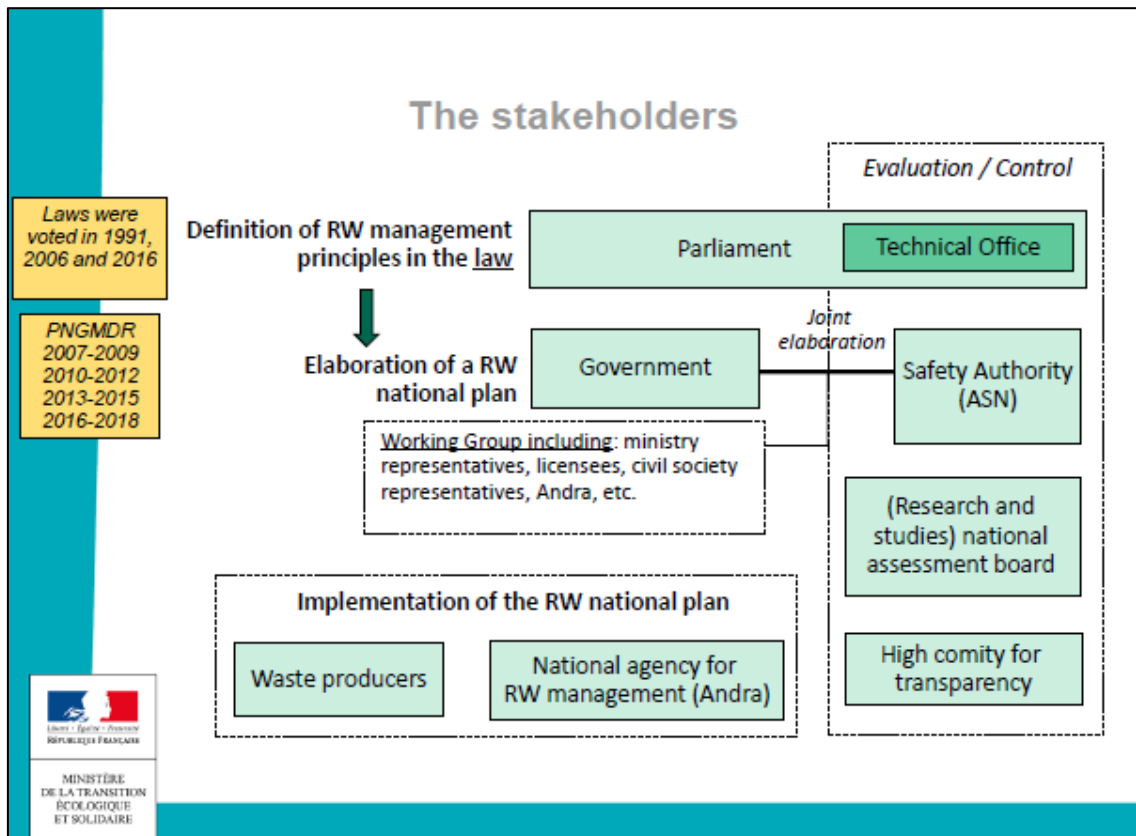 The stakeholders
Evaluation / Control
Laws were
voted in 1991,
2006 and 2016
Definition of RW management
principles in the law
Parliament
Technical Office
PNGMDR
2007-2009
2010-2012
2013-2015
2016-2018
Elaboration of a RW
national plan
Government
Joint
elaboration
Safety Authority
(ASN)
Working Group including: ministry
representatives, licensees, civil society
representatives, Andra, etc.
(Research and
studies) national
assessment board
Implementation of the RW national plan
Waste producers
National agency for
RW management (Andra)
High comity for
transparency
Liberté • Égalité • Fraternité
RÉPUBLIQUE FRANÇAISE
MINISTÈRE
DE LA TRANSITION
ÉCOLOGIQUE
ET SOLIDAIRE